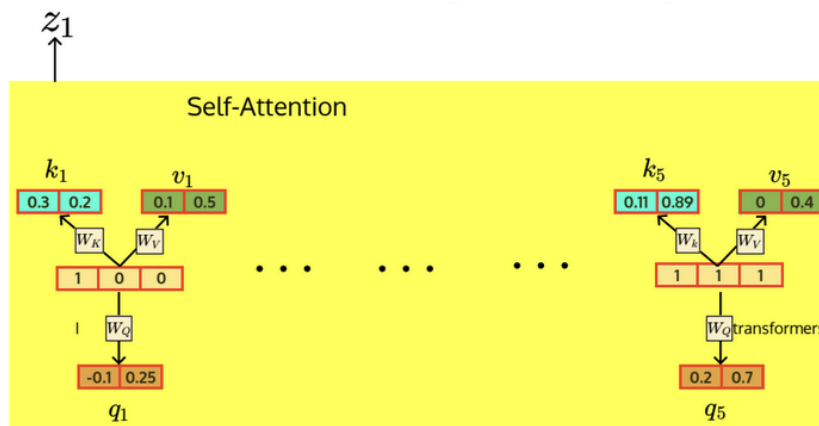 z1
Self-Attention
k1 v1 k5 v5
0.3 0.2 0.1 0.5 0.11 0.89 0 0.4
WK WV Wk WV
1 0 0 ... ... ... 1 1 1
I WQ WQ transformers
-0.1 0.25 0.2 0.7
q1 q5